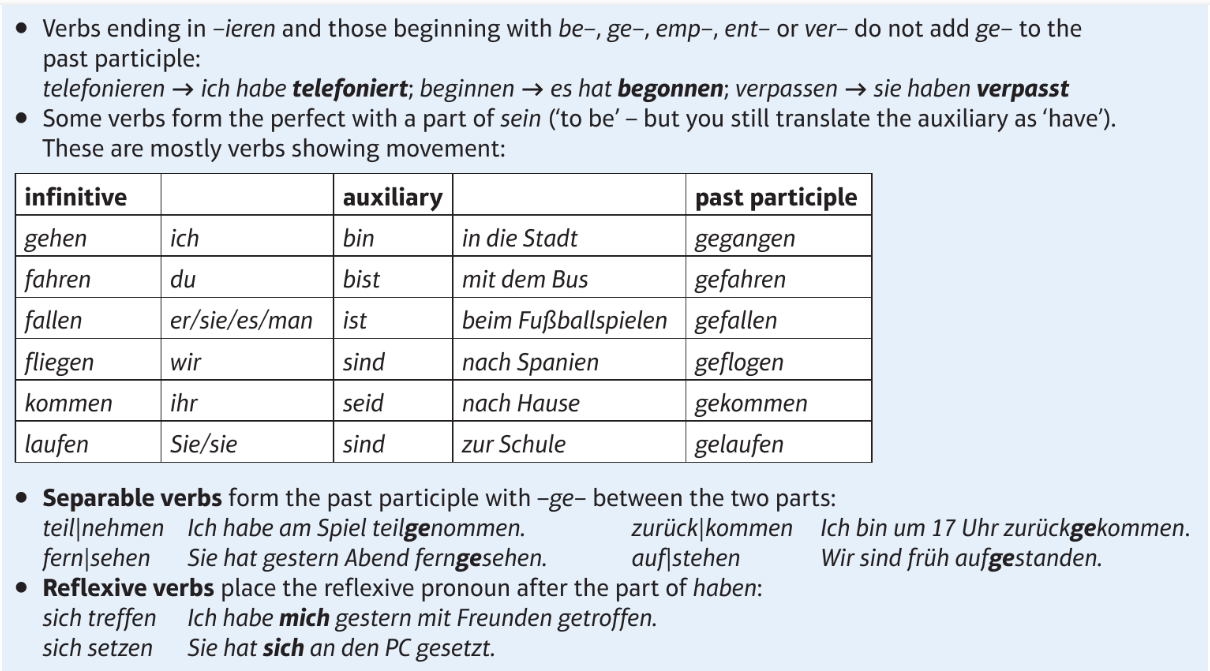 • Verbs ending in –ieren and those beginning with be–, ge–, emp–, ent– or ver– do not add ge– to the
past participle:
telefonieren → ich habe telefoniert; beginnen → es hat begonnen; verpassen → sie haben verpasst
• Some verbs form the perfect with a part of sein (‘to be’ – but you still translate the auxiliary as ‘have’).
These are mostly verbs showing movement:
infinitive auxiliary past participle
gehen ich bin in die Stadt gegangen
fahren du bist mit dem Bus gefahren
fallen er/sie/es/man ist beim Fußballspielen gefallen
fliegen wir sind nach Spanien geflogen
kommen ihr seid nach Hause gekommen
laufen Sie/sie sind zur Schule gelaufen
• Separable verbs form the past participle with –ge– between the two parts:
teil|nehmen Ich habe am Spiel teilgenommen. zurück|kommen Ich bin um 17 Uhr zurückgekommen.
fern|sehen Sie hat gestern Abend ferngesehen. auf|stehen Wir sind früh aufgestanden.
• Reflexive verbs place the reflexive pronoun after the part of haben:
sich treffen Ich habe mich gestern mit Freunden getroffen.
sich setzen Sie hat sich an den PC gesetzt.